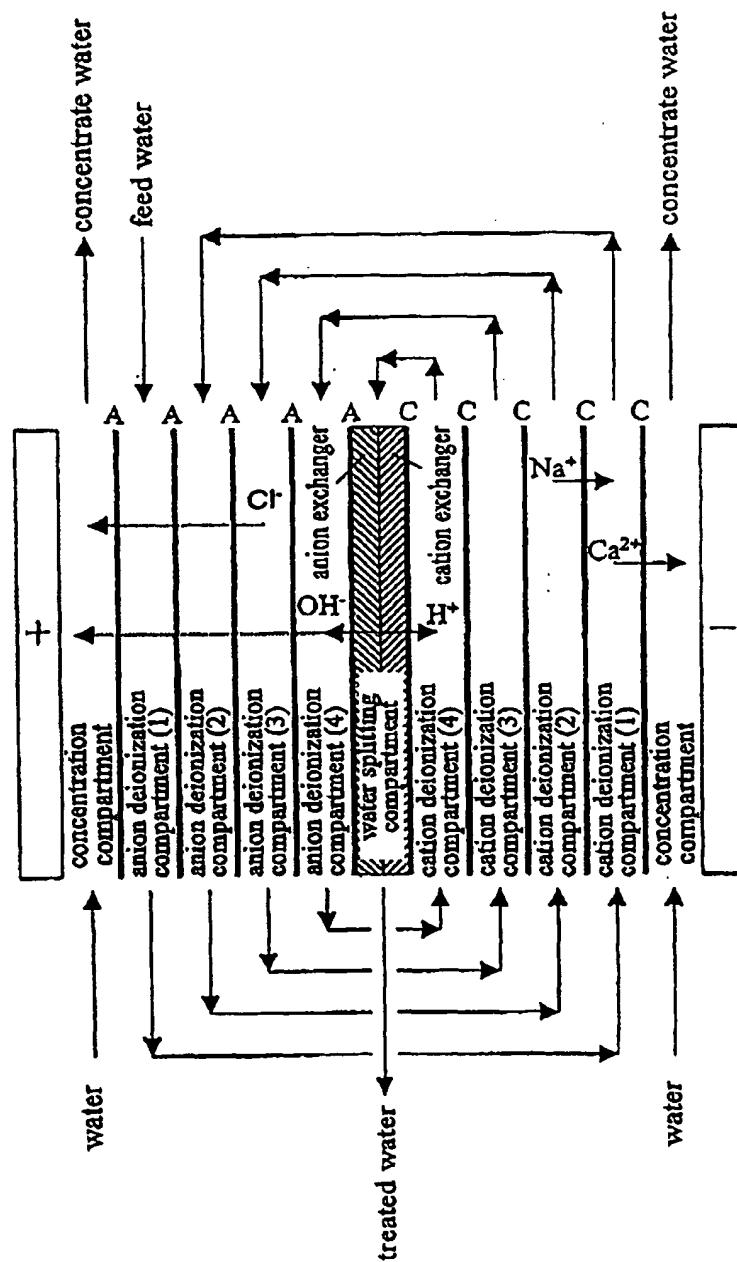 +
concentrate water
feed water
concentration
compartment
anion deionization
compartment (1)
anion deionization
compartment (2)
anion deionization
compartment (3)
anion deionization
compartment (4)
water splitting
compartment
cation deionization
compartment (4)
cation deionization
compartment (3)
cation deionization
compartment (2)
cation deionization
compartment (1)
concentration
compartment
Cl-
OH-
anion exchanger
cation exchanger
H+
Na+
Ca2+
A
A
A
A
A
C
C
C
C
C
water
treated water
water
concentrate water
−